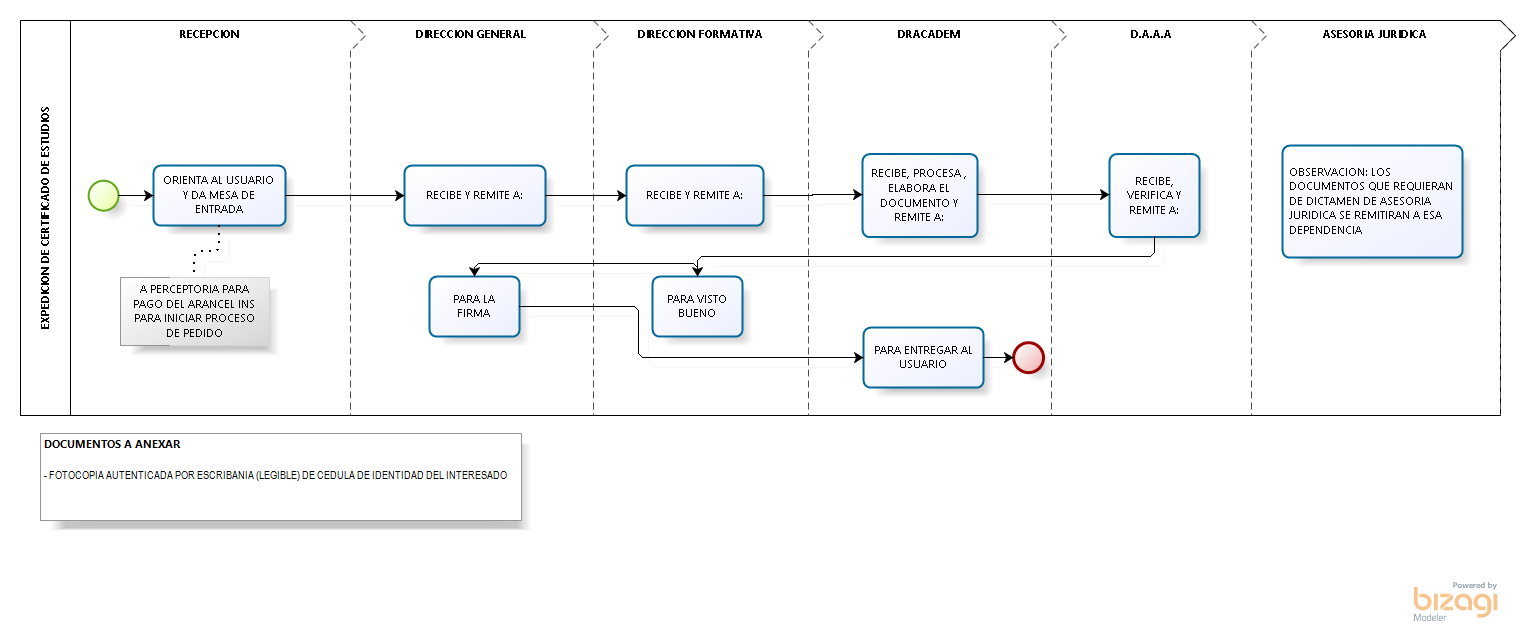 RECEPCION
DIRECCION GENERAL
DIRECCION FORMATIVA
DRACADEM
D.A.A.A
ASESORIA JURIDICA
EXPEDICION DE CERTIFICADO DE ESTUDIOS
ORIENTA AL USUARIO
Y DA MESA DE
ENTRADA
RECIBE Y REMITE A:
RECIBE Y REMITE A:
RECIBE, PROCESA ,
ELABORA EL
DOCUMENTO Y
REMITE A:
RECIBE,
VERIFICA Y
REMITE A:
OBSERVACION: LOS
DOCUMENTOS QUE REQUIERAN
DE DICTAMEN DE ASESORIA
JURIDICA SE REMITIRAN A ESA
DEPENDENCIA
A PERCEPTORIA PARA
PAGO DEL ARANCEL INS
PARA INICIAR PROCESO
DE PEDIDO
PARA LA
FIRMA
PARA VISTO
BUENO
PARA ENTREGAR AL
USUARIO
DOCUMENTOS A ANEXAR
- FOTOCOPIA AUTENTICADA POR ESCRIBANIA (LEGIBLE) DE CEDULA DE IDENTIDAD DEL INTERESADO
Powered by
bizagi
Modeler